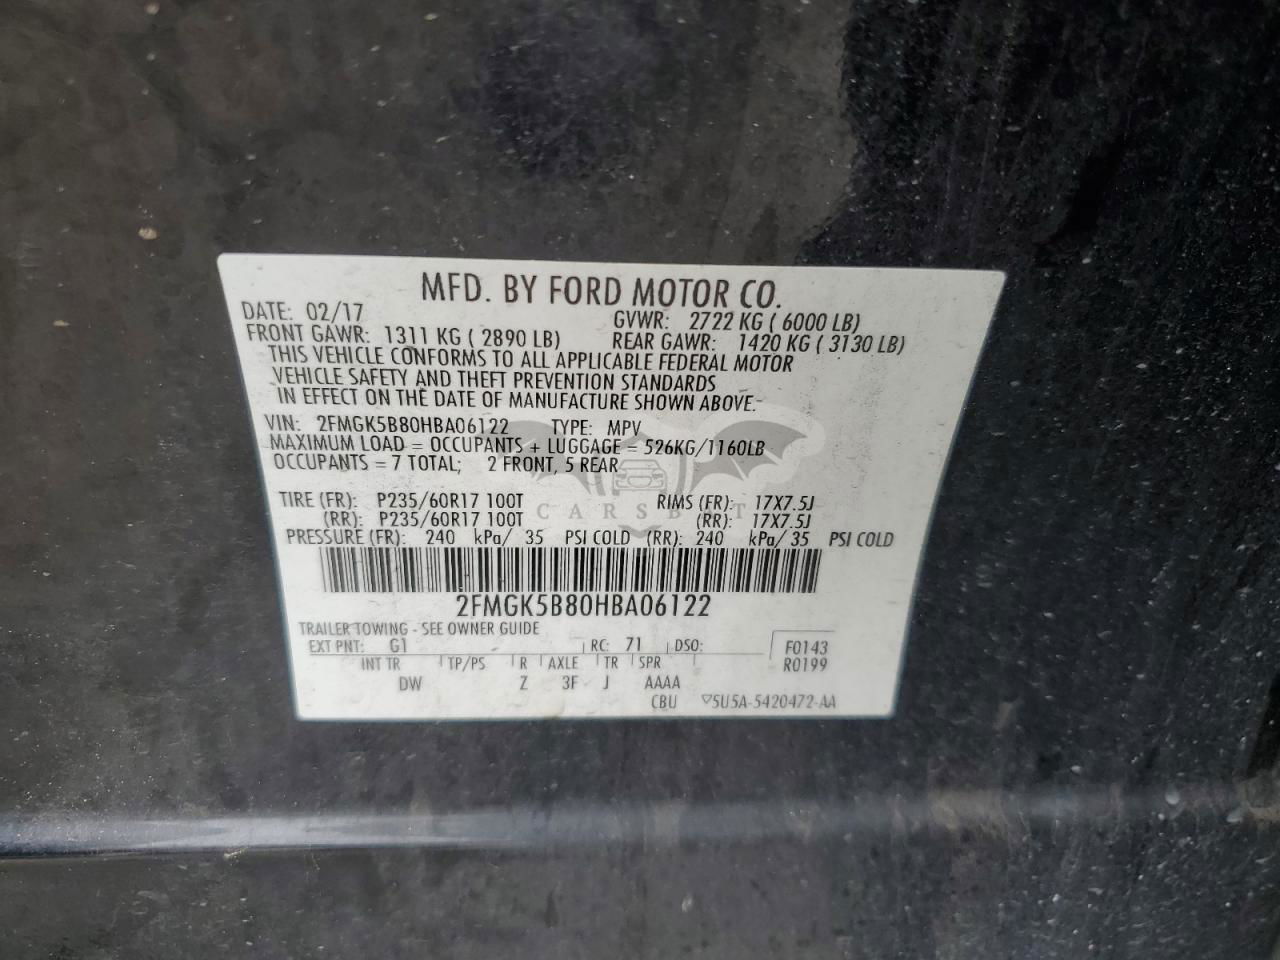 MFD. BY FORD MOTOR CO.
DATE: 02/17 GVWR: 2722 KG ( 6000 LB)
FRONT GAWR: 1311 KG ( 2890 LB) REAR GAWR: 1420 KG ( 3130 LB)
THIS VEHICLE CONFORMS TO ALL APPLICABLE FEDERAL MOTOR
VEHICLE SAFETY AND THEFT PREVENTION STANDARDS
IN EFFECT ON THE DATE OF MANUFACTURE SHOWN ABOVE.
VIN: 2FMGK5B80HBA06122 TYPE: MPV
MAXIMUM LOAD = OCCUPANTS + LUGGAGE = 526KG/1160LB
OCCUPANTS = 7 TOTAL; 2 FRONT, 5 REAR
TIRE (FR): P235/60R17 100T RIMS (FR): 17X7.5J
CARSBAT
(RR): P235/60R17 100T (RR): 17X7.5J
PRESSURE (FR): 240 kPa/ 35 PSI COLD (RR): 240 kPa/ 35 PSI COLD
2FMGK5B80HBA06122
TRAILER TOWING - SEE OWNER GUIDE
EXT PNT: G1 RC: 71 DSO: F0143
INT TR TP/PS R AXLE TR SPR R0199
DW Z 3F J AAAA
CBU ▽5U5A-5420472-AA